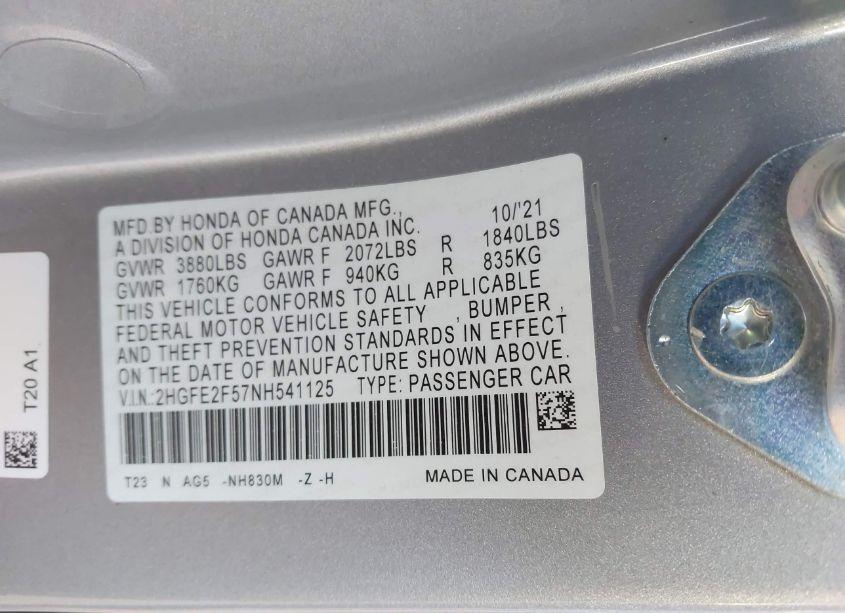 MFD.BY HONDA OF CANADA MFG., 10/'21
A DIVISION OF HONDA CANADA INC.
GVWR 3880LBS GAWR F 2072LBS R 1840LBS
GVWR 1760KG GAWR F 940KG R 835KG
THIS VEHICLE CONFORMS TO ALL APPLICABLE
FEDERAL MOTOR VEHICLE SAFETY , BUMPER ,
AND THEFT PREVENTION STANDARDS IN EFFECT
ON THE DATE OF MANUFACTURE SHOWN ABOVE.
V.I.N.:2HGFE2F57NH541125 TYPE: PASSENGER CAR
T23 N AG5 -NH830M -Z -H MADE IN CANADA
T20 A1